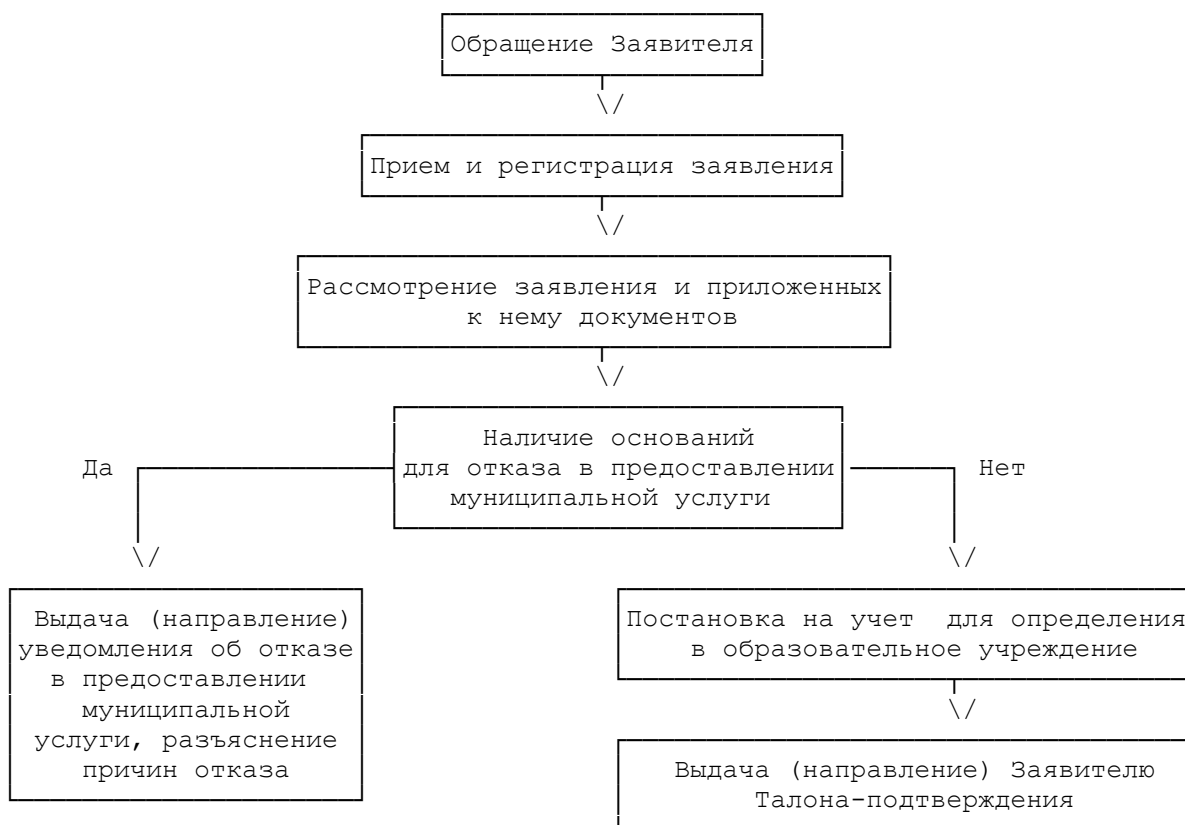 Обращение Заявителя
Прием и регистрация заявления
Рассмотрение заявления и приложенных
к нему документов
Наличие оснований
для отказа в предоставлении
муниципальной услуги
Да
Нет
Выдача (направление)
уведомления об отказе
в предоставлении
муниципальной
услуги, разъяснение
причин отказа
Постановка на учет  для определения
в образовательное учреждение
Выдача (направление) Заявителю
Талона-подтверждения